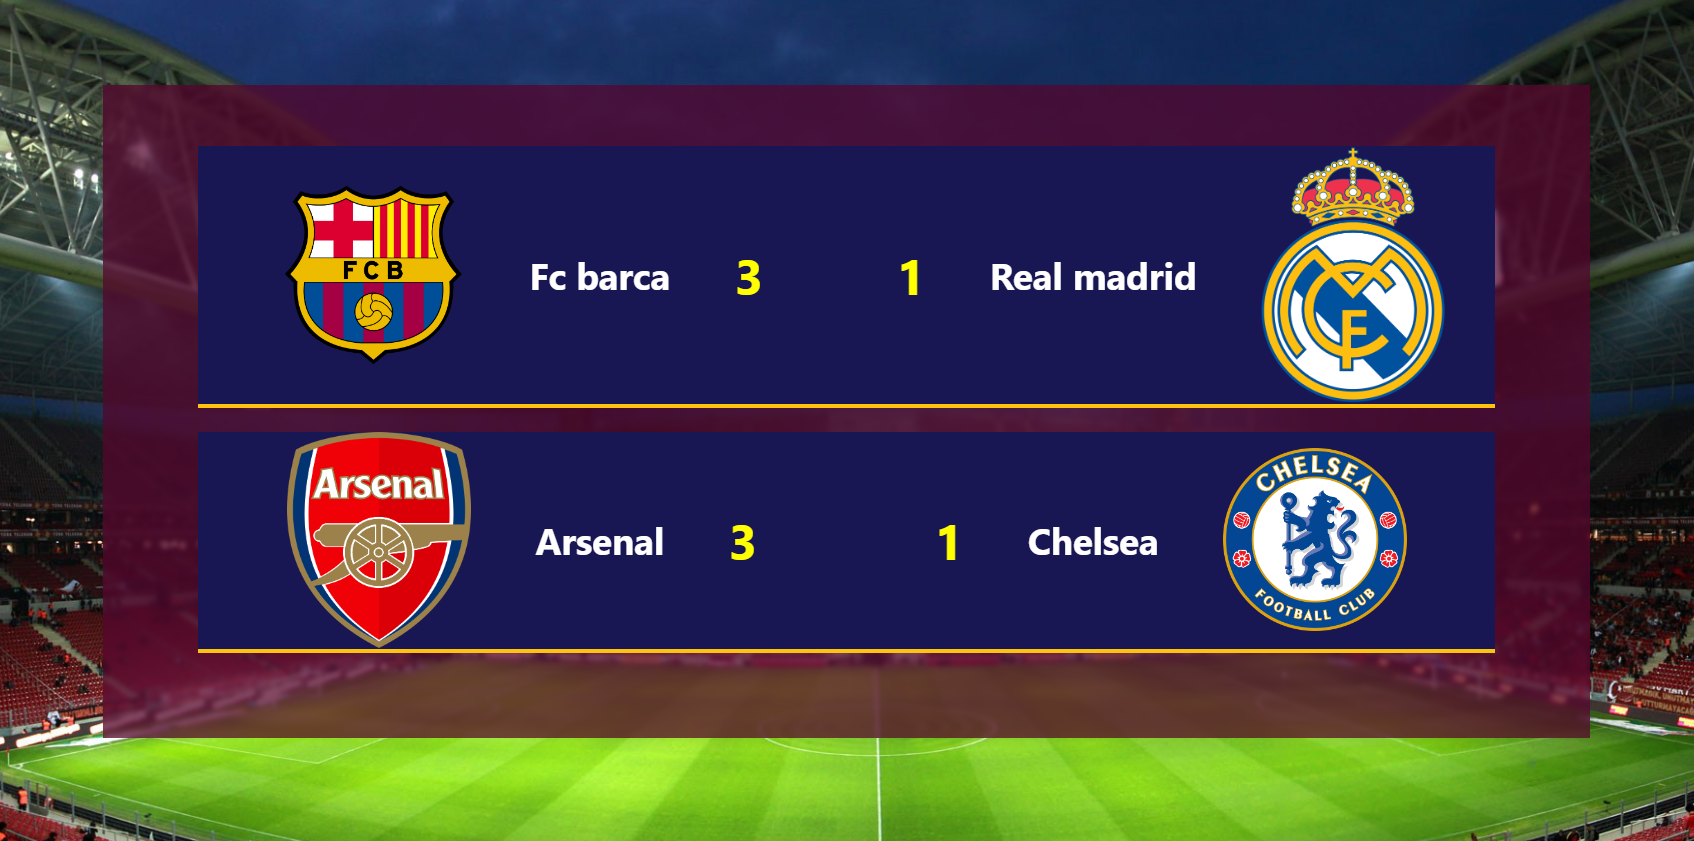 FCB
Fc barca 3 1 Real madrid
Arsenal
Arsenal 3 1 Chelsea
CHELSEA
FOOTBALL CLUB